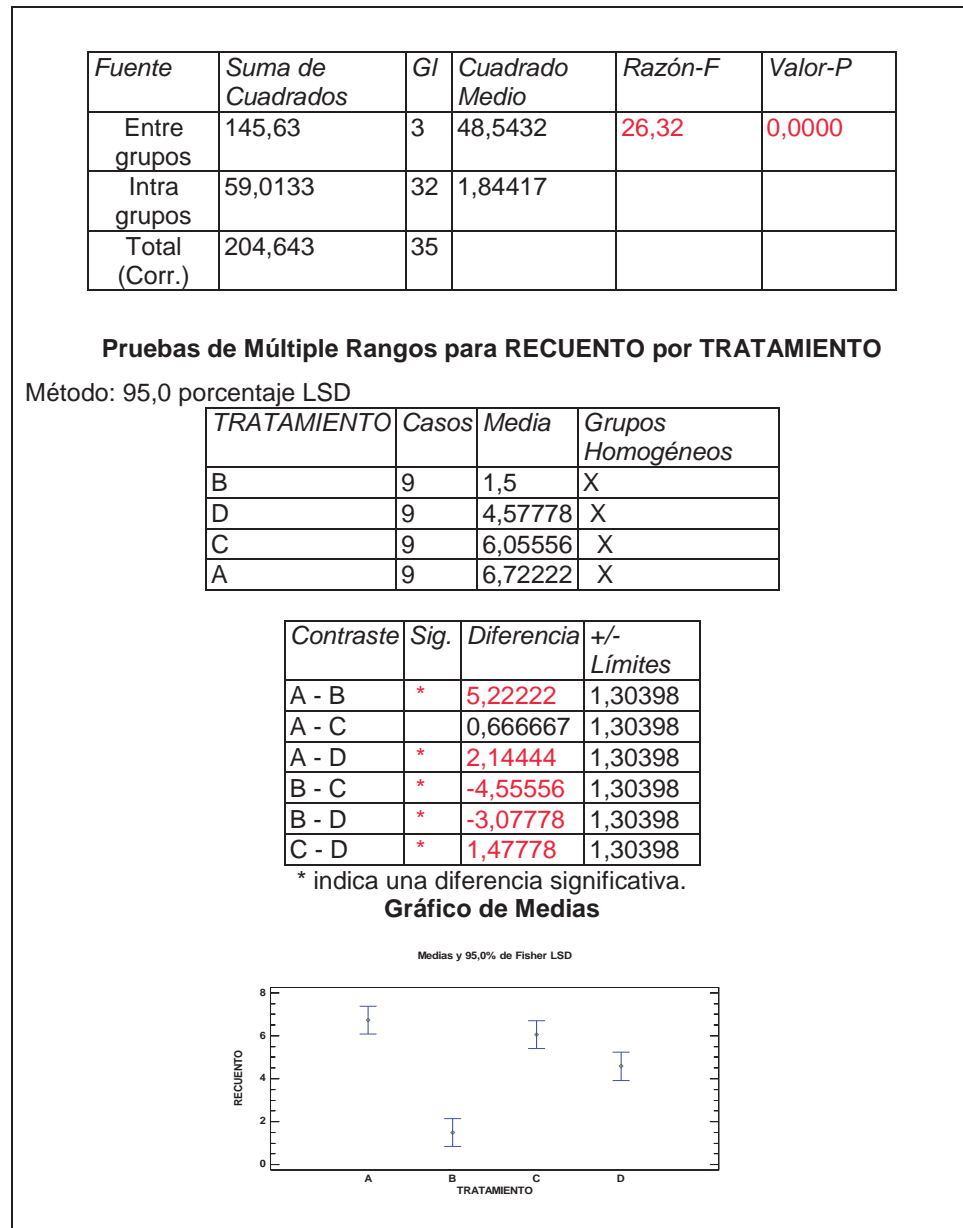 Fuente Suma de Cuadrados Gl Cuadrado Medio Razón-F Valor-P
Entre grupos 145,63 3 48,5432 26,32 0,0000
Intra grupos 59,0133 32 1,84417
Total (Corr.) 204,643 35
Pruebas de Múltiple Rangos para RECUENTO por TRATAMIENTO
Método: 95,0 porcentaje LSD
TRATAMIENTO Casos Media Grupos Homogéneos
B 9 1,5 X
D 9 4,57778 X
C 9 6,05556 X
A 9 6,72222 X
Contraste Sig. Diferencia +/- Límites
A - B * 5,22222 1,30398
A - C 0,666667 1,30398
A - D * 2,14444 1,30398
B - C * -4,55556 1,30398
B - D * -3,07778 1,30398
C - D * 1,47778 1,30398
* indica una diferencia significativa.
Gráfico de Medias
Medias y 95,0% de Fisher LSD
RECUENTO
8
6
4
2
0
A B C D
TRATAMIENTO